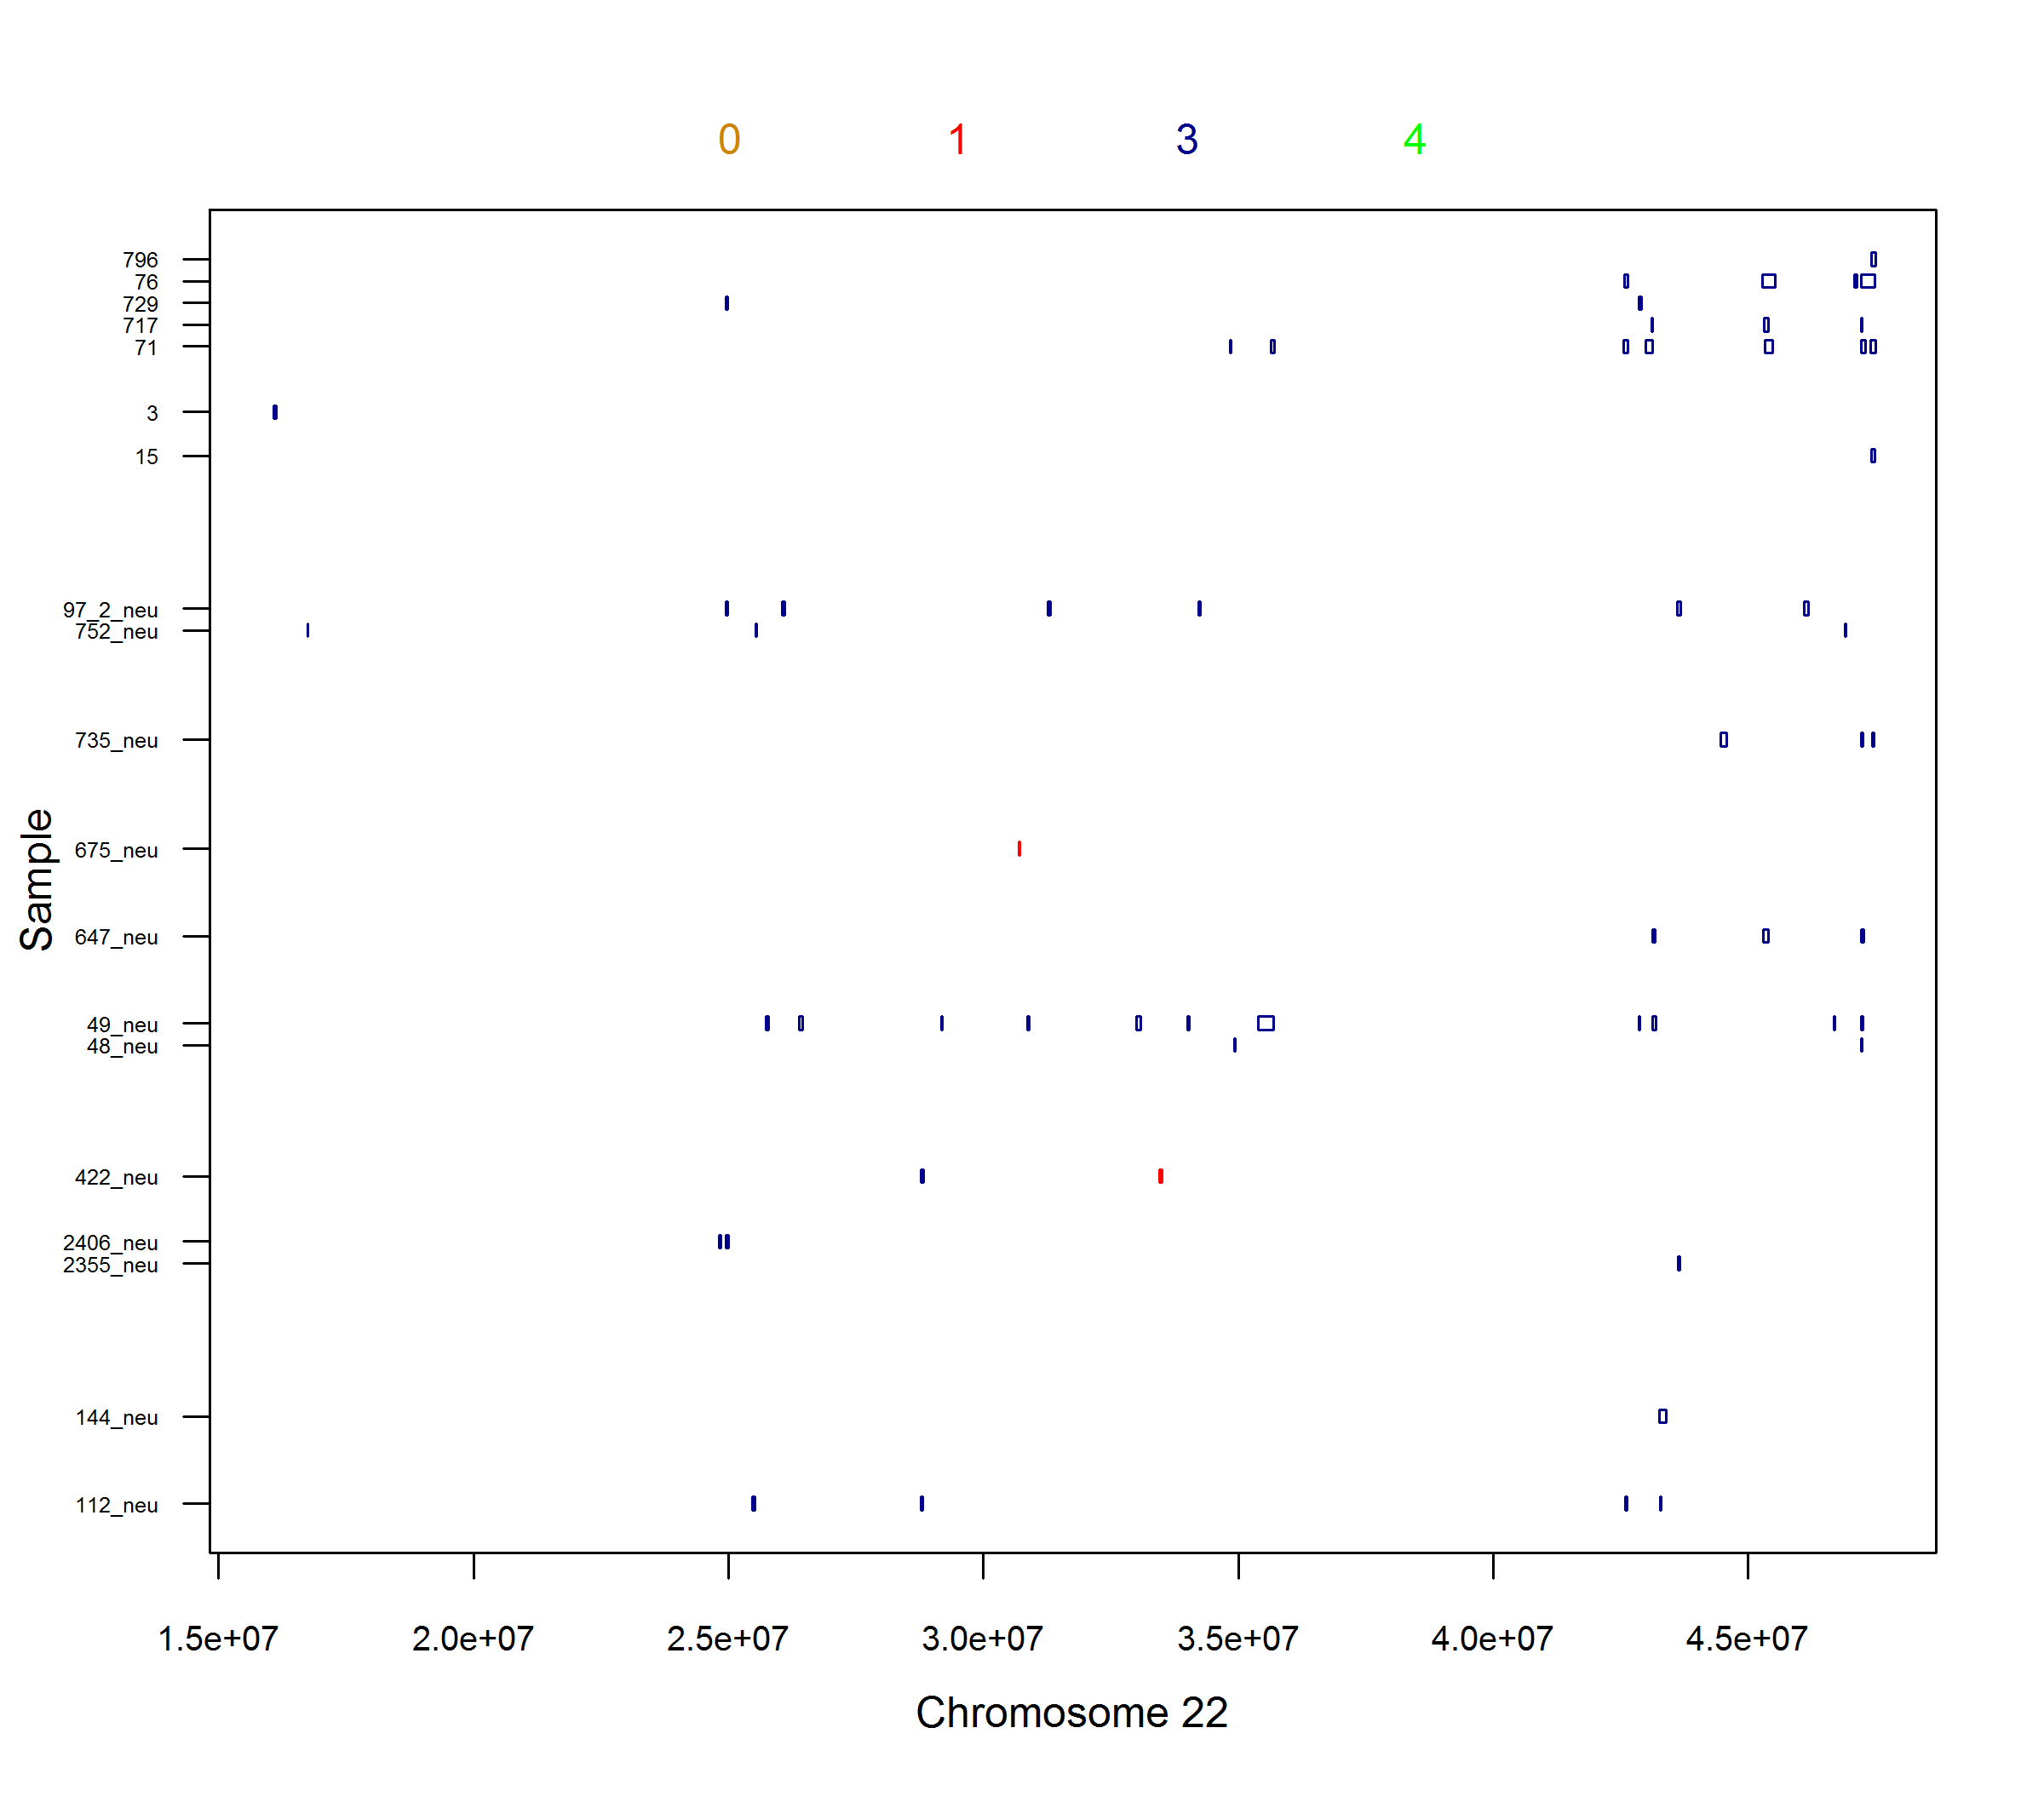 0 1 3 4
796
76
729
717
71
3
15
97_2_neu
752_neu
735_neu
675_neu
647_neu
49_neu
48_neu
422_neu
2406_neu
2355_neu
144_neu
112_neu
Sample
1.5e+07 2.0e+07 2.5e+07 3.0e+07 3.5e+07 4.0e+07 4.5e+07
Chromosome 22